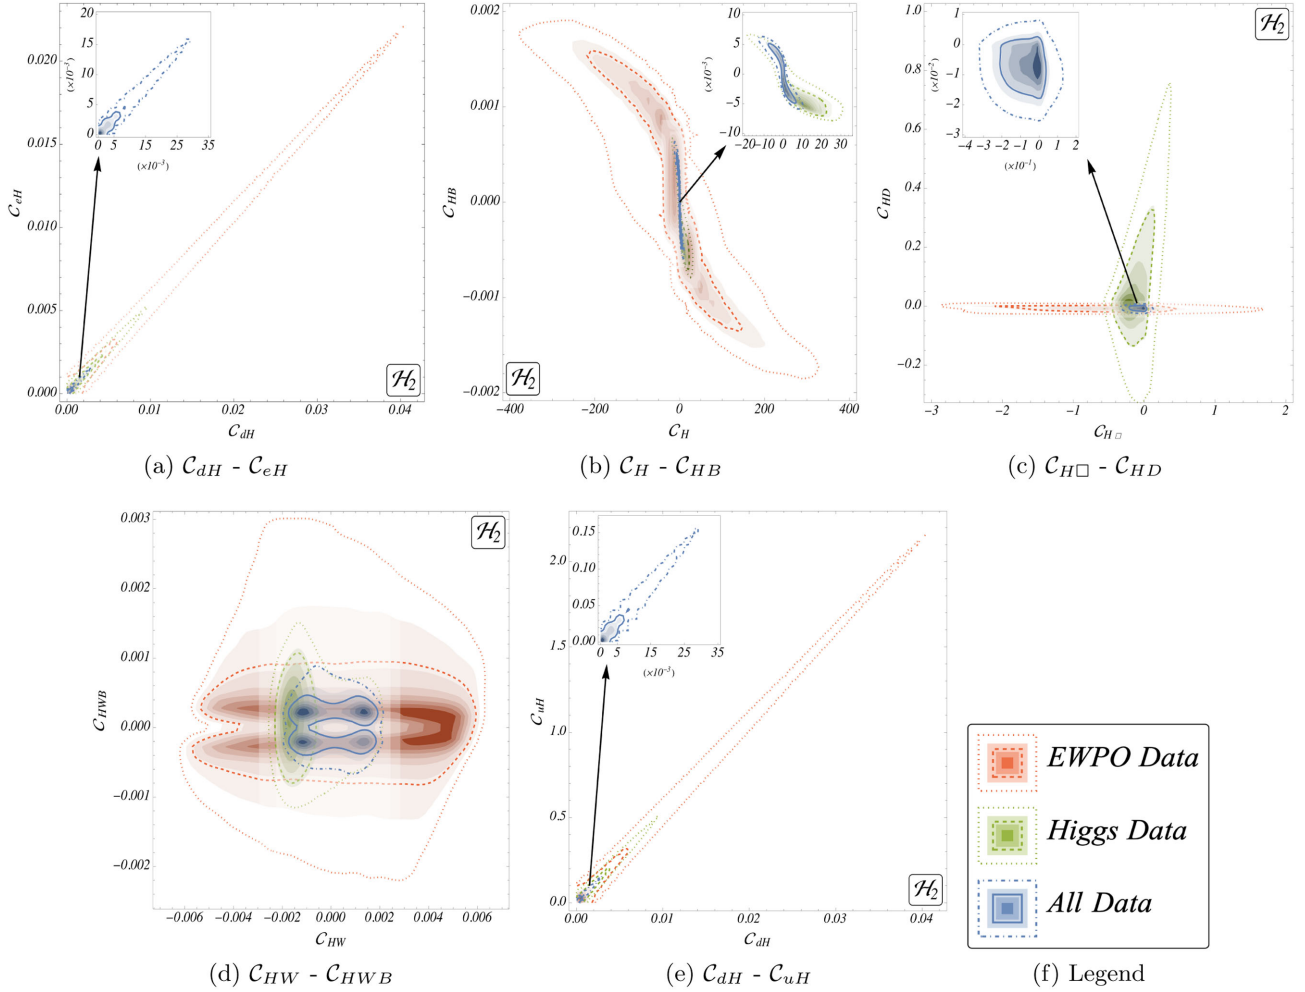 0.020
0.015
0.010
0.005
0.000
0.00
0.01
0.02
0.03
0.04
𝒞eH
𝒞dH
20
15
10
5
0
(×10⁻³)
0 5 15 29 35
(×10⁻³)
ℋ2
(a) 𝒞dH - 𝒞eH
0.002
0.001
0.000
−0.001
−0.002
−400
−200
0
200
400
𝒞HB
𝒞H
10
5
0
−5
−10
(×10⁻³)
−20 −10 0 10 20 30
ℋ2
(b) 𝒞H - 𝒞HB
1.0
0.8
0.6
0.4
0.2
0.0
−0.2
−3
−2
−1
0
1
2
𝒞HD
𝒞H□
1
0
−1
−2
−3
(×10⁻²)
−4 −3 −2 −1 0 1 2
(×10⁻¹)
ℋ2
(c) 𝒞H□ - 𝒞HD
0.003
0.002
0.001
0.000
−0.001
−0.002
−0.006
−0.004
−0.002
0.000
0.002
0.004
0.006
𝒞HWB
𝒞HW
ℋ2
(d) 𝒞HW - 𝒞HWB
2.0
1.5
1.0
0.5
0.0
0.00
0.01
0.02
0.03
0.04
𝒞uH
𝒞dH
0.15
0.10
0.05
0.00
0 5 15 29 35
(×10⁻³)
ℋ2
(e) 𝒞dH - 𝒞uH
EWPO Data
Higgs Data
All Data
(f) Legend